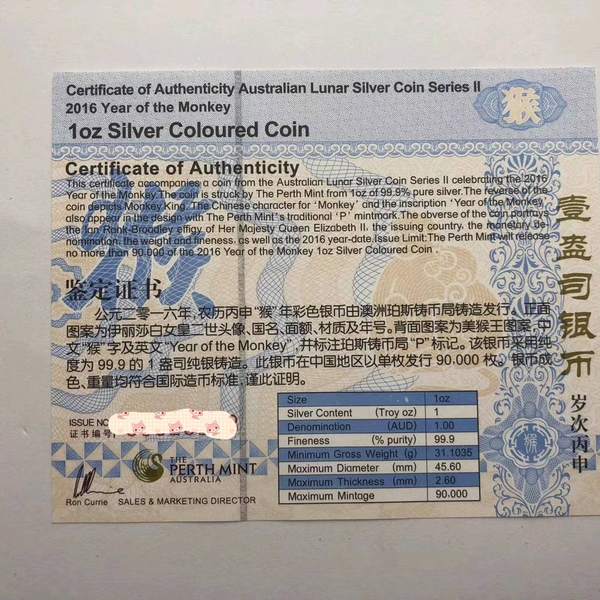 Certificate of Authenticity Australian Lunar Silver Coin Series II
2016 Year of the Monkey
1oz Silver Coloured Coin
猴
Certificate of Authenticity
This certificate accompanies a coin from the Australian Lunar Silver Coin Series II celebrating the 2016
Year of the Monkey. The coin is struck by The Perth Mint from 1oz of 99.9% pure silver.The reverse of the
coin depicts Monkey King. The Chinese character for 'Monkey' and the inscription 'Year of the Monkey'
also appear in the design with The Perth Mint's traditional 'P' mintmark.The obverse of the coin portrays
the Ian Rank-Broadley effigy of Her Majesty Queen Elizabeth II, the issuing country, the monetary de-
nomination, the weight and fineness, as well as the 2016 year-date.Issue Limit:The Perth Mint will release
no more than 90.000 of the 2016 Year of the Monkey 1oz Silver Coloured Coin.
猴
鉴定证书
公元二零一六年,农历丙申“猴”年彩色银币由澳洲珀斯铸币局铸造发行。正面
图案为伊丽莎白女皇二世头像、国名、面额、材质及年号。背面图案为美猴王图案,中
文“猴”字及英文“Year of the Monkey”,并标注珀斯铸币局“P”标记。该银币采用纯
度为 99.9 的 1 盎司纯银铸造。此银币在中国地区以单枚发行 90.000 枚。银币成
色、重量均符合国际造币标准,谨此证明。
壹盎司银币
岁次丙申
猴
ISSUE NO
证书编号
THE
PERTH MINT
AUSTRALIA
Ron Currie SALES & MARKETING DIRECTOR
Size 1oz
Silver Content (Troy oz) 1
Denomination (AUD) 1.00
Fineness (% purity) 99.9
Minimum Gross Weight (g) 31.1035
Maximum Diameter (mm) 45.60
Maximum Thickness (mm) 2.60
Maximum Mintage 90.000